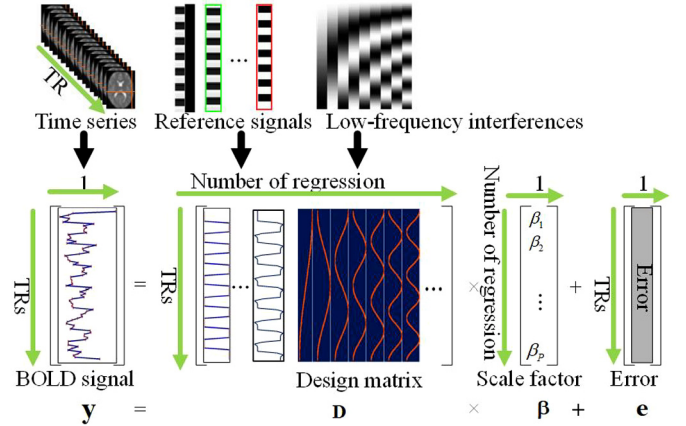 TR
...
Time series
Reference signals
Low-frequency interferences
1
Number of regression
1
1
TRs
=
TRs
...
...
×
Number of regression
β1
β2
...
βp
+
TRs
Error
BOLD signal
Design matrix
Scale factor
Error
y = D × β + e